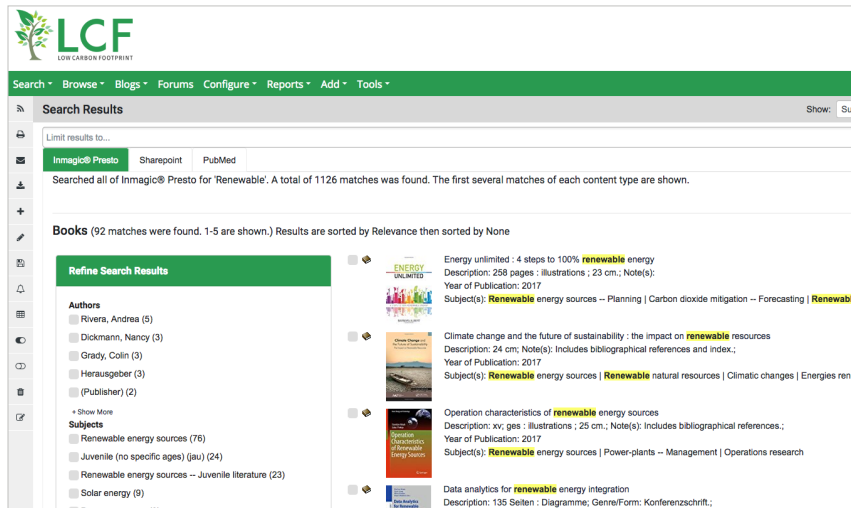 LCF
LOW CARBON FOOTPRINT
Search Browse Blogs Forums Configure Reports Add Tools
Search Results
Show: Su
Limit results to...
Inmagic® Presto Sharepoint PubMed
Searched all of Inmagic® Presto for 'Renewable'. A total of 1126 matches was found. The first several matches of each content type are shown.
Books (92 matches were found. 1-5 are shown.) Results are sorted by Relevance then sorted by None
Refine Search Results
Authors
Rivera, Andrea (5)
Dickmann, Nancy (3)
Grady, Colin (3)
Herausgeber (3)
(Publisher) (2)
+ Show More
Subjects
Renewable energy sources (76)
Juvenile (no specific ages) (jau) (24)
Renewable energy sources -- Juvenile literature (23)
Solar energy (9)
ENERGY
UNLIMITED
Energy unlimited : 4 steps to 100% renewable energy
Description: 258 pages : illustrations ; 23 cm.; Note(s):
Year of Publication: 2017
Subject(s): Renewable energy sources -- Planning | Carbon dioxide mitigation -- Forecasting | Renewabl
Climate Change and
the Future of Sustainability
Climate change and the future of sustainability : the impact on renewable resources
Description: 24 cm; Note(s): Includes bibliographical references and index.;
Year of Publication: 2017
Subject(s): Renewable energy sources | Renewable natural resources | Climatic changes | Energies ren
Operation
Characteristics
of Renewable
Energy Sources
Operation characteristics of renewable energy sources
Description: xv; ges : illustrations ; 25 cm.; Note(s): Includes bibliographical references.;
Year of Publication: 2017
Subject(s): Renewable energy sources | Power-plants -- Management | Operations research
Data Analytics
for Renewable
Data analytics for renewable energy integration
Description: 135 Seiten : Diagramme; Genre/Form: Konferenzschrift.;